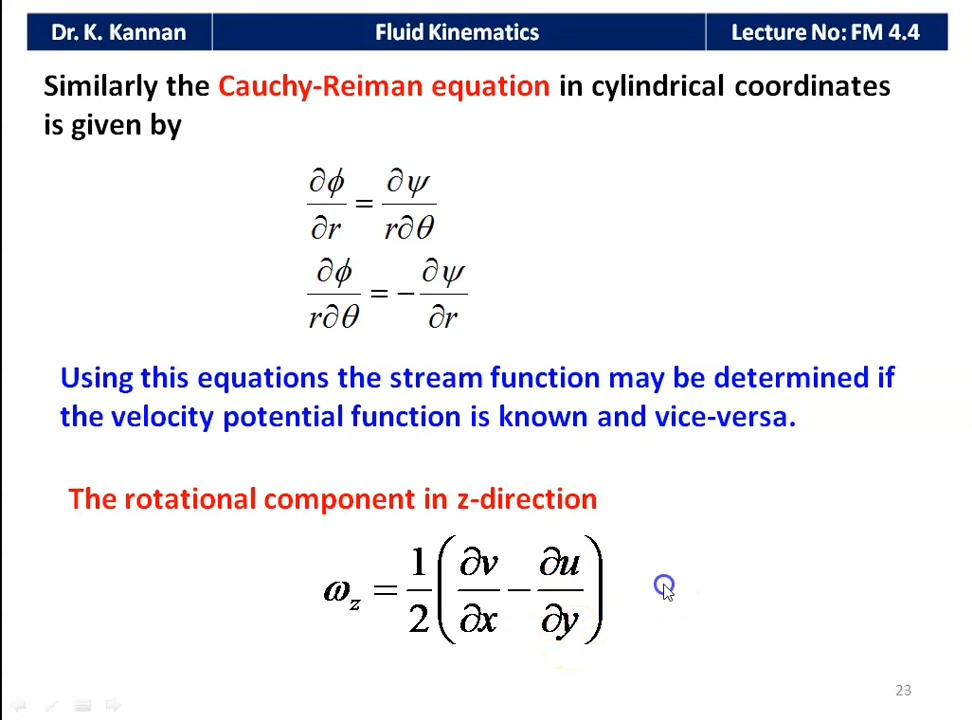 Dr. K. Kannan Fluid Kinematics Lecture No: FM 4.4
Similarly the Cauchy-Reiman equation in cylindrical coordinates
is given by
∂ϕ/∂r = ∂ψ/r∂θ
∂ϕ/r∂θ = −∂ψ/∂r
Using this equations the stream function may be determined if
the velocity potential function is known and vice-versa.
The rotational component in z-direction
ω_z = 1/2 (∂v/∂x − ∂u/∂y)
23